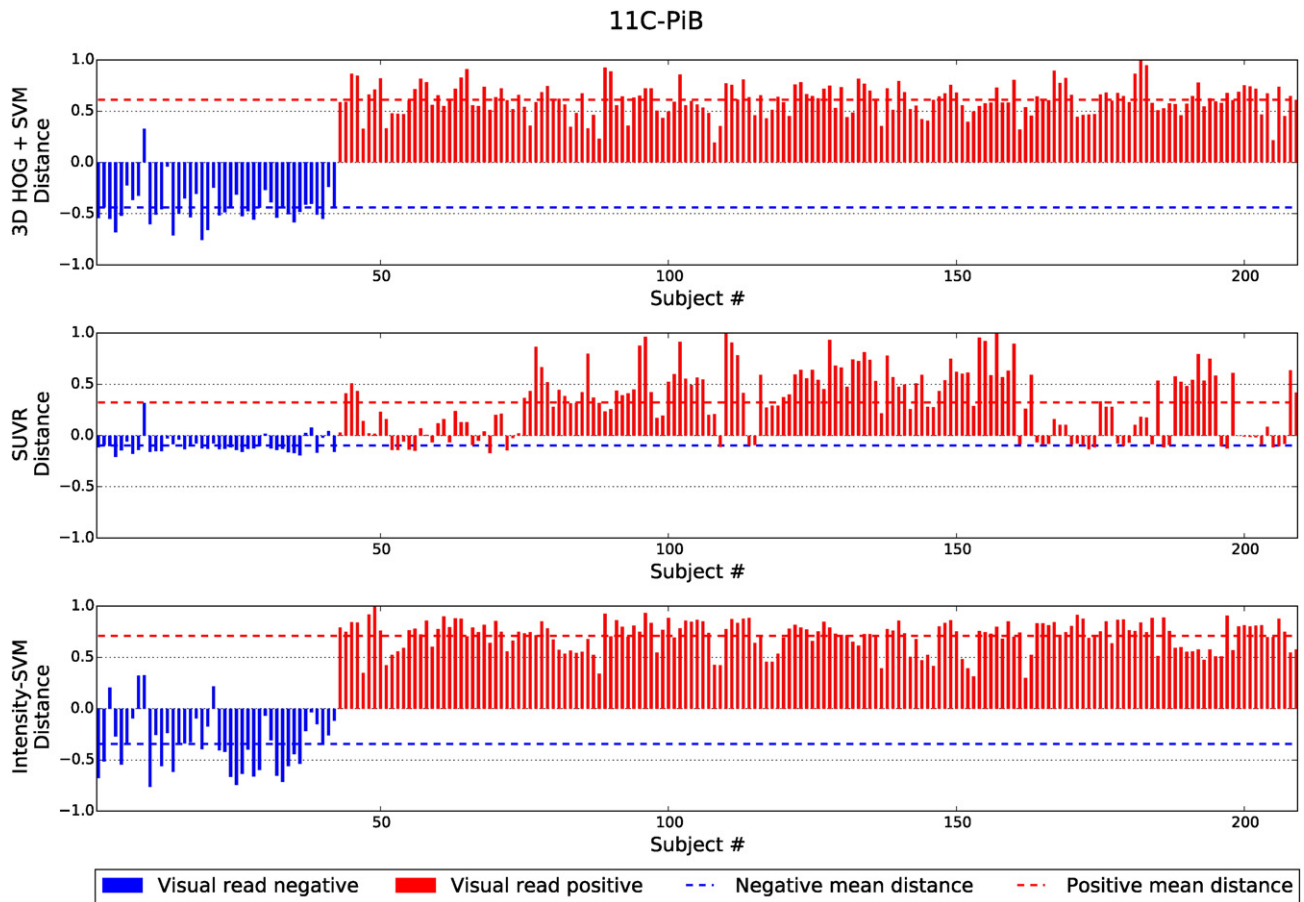 11C-PiB
3D HOG + SVM
Distance
1.0
0.5
0.0
−0.5
−1.0
50
100
150
200
Subject #
SUVR
Distance
1.0
0.5
0.0
−0.5
−1.0
50
100
150
200
Subject #
Intensity-SVM
Distance
1.0
0.5
0.0
−0.5
−1.0
50
100
150
200
Subject #
Visual read negative
Visual read positive
Negative mean distance
Positive mean distance